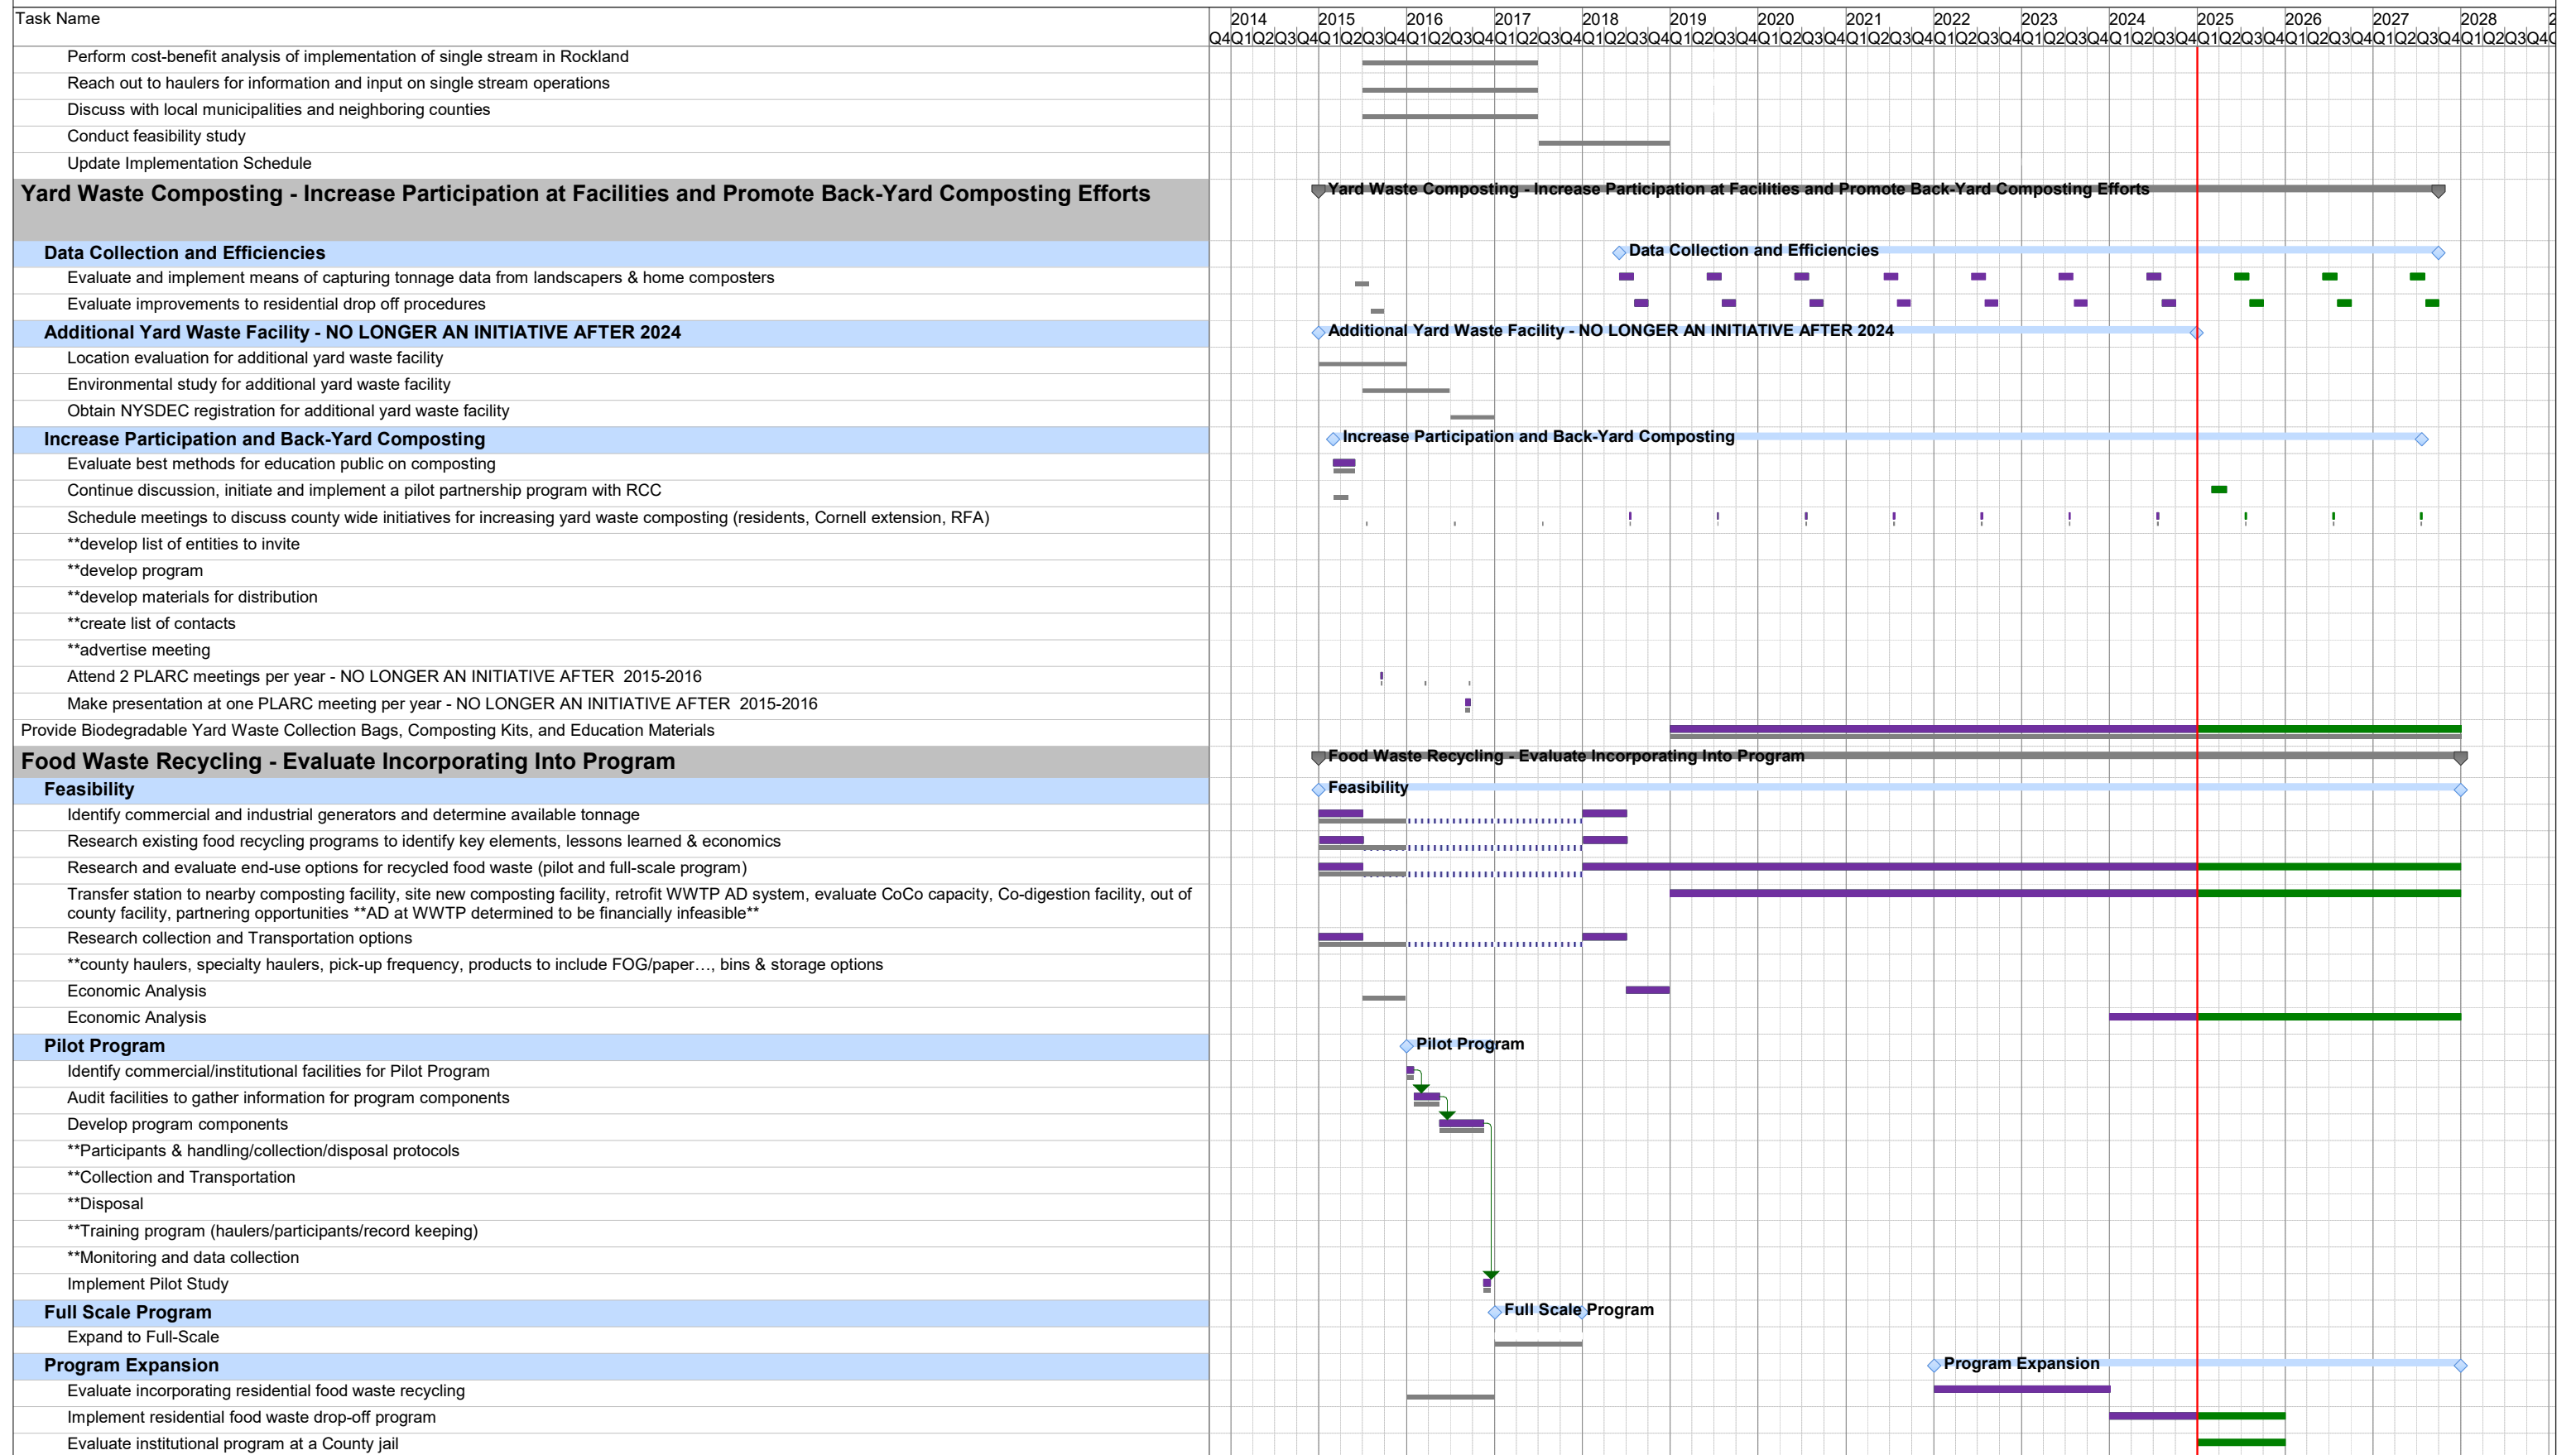 Task Name
2014 2015 2016 2017 2018 2019 2020 2021 2022 2023 2024 2025 2026 2027 2028 2
Q4Q1Q2Q3Q4Q1Q2Q3Q4Q1Q2Q3Q4Q1Q2Q3Q4Q1Q2Q3Q4Q1Q2Q3Q4Q1Q2Q3Q4Q1Q2Q3Q4Q1Q2Q3Q4Q1Q2Q3Q4Q1Q2Q3Q4Q1Q2Q3Q4Q1Q2Q3Q4Q1Q2Q3Q4Q1Q2Q3Q4Q
Perform cost-benefit analysis of implementation of single stream in Rockland
Reach out to haulers for information and input on single stream operations
Discuss with local municipalities and neighboring counties
Conduct feasibility study
Update Implementation Schedule
Yard Waste Composting - Increase Participation at Facilities and Promote Back-Yard Composting Efforts
Yard Waste Composting - Increase Participation at Facilities and Promote Back-Yard Composting Efforts
Data Collection and Efficiencies
Data Collection and Efficiencies
Evaluate and implement means of capturing tonnage data from landscapers & home composters
Evaluate improvements to residential drop off procedures
Additional Yard Waste Facility - NO LONGER AN INITIATIVE AFTER 2024
Additional Yard Waste Facility - NO LONGER AN INITIATIVE AFTER 2024
Location evaluation for additional yard waste facility
Environmental study for additional yard waste facility
Obtain NYSDEC registration for additional yard waste facility
Increase Participation and Back-Yard Composting
Increase Participation and Back-Yard Composting
Evaluate best methods for education public on composting
Continue discussion, initiate and implement a pilot partnership program with RCC
Schedule meetings to discuss county wide initiatives for increasing yard waste composting (residents, Cornell extension, RFA)
**develop list of entities to invite
**develop program
**develop materials for distribution
**create list of contacts
**advertise meeting
Attend 2 PLARC meetings per year - NO LONGER AN INITIATIVE AFTER 2015-2016
Make presentation at one PLARC meeting per year - NO LONGER AN INITIATIVE AFTER 2015-2016
Provide Biodegradable Yard Waste Collection Bags, Composting Kits, and Education Materials
Food Waste Recycling - Evaluate Incorporating Into Program
Food Waste Recycling - Evaluate Incorporating Into Program
Feasibility
Feasibility
Identify commercial and industrial generators and determine available tonnage
Research existing food recycling programs to identify key elements, lessons learned & economics
Research and evaluate end-use options for recycled food waste (pilot and full-scale program)
Transfer station to nearby composting facility, site new composting facility, retrofit WWTP AD system, evaluate CoCo capacity, Co-digestion facility, out of
county facility, partnering opportunities **AD at WWTP determined to be financially infeasible**
Research collection and Transportation options
**county haulers, specialty haulers, pick-up frequency, products to include FOG/paper…, bins & storage options
Economic Analysis
Economic Analysis
Pilot Program
Pilot Program
Identify commercial/institutional facilities for Pilot Program
Audit facilities to gather information for program components
Develop program components
**Participants & handling/collection/disposal protocols
**Collection and Transportation
**Disposal
**Training program (haulers/participants/record keeping)
**Monitoring and data collection
Implement Pilot Study
Full Scale Program
Full Scale Program
Expand to Full-Scale
Program Expansion
Program Expansion
Evaluate incorporating residential food waste recycling
Implement residential food waste drop-off program
Evaluate institutional program at a County jail